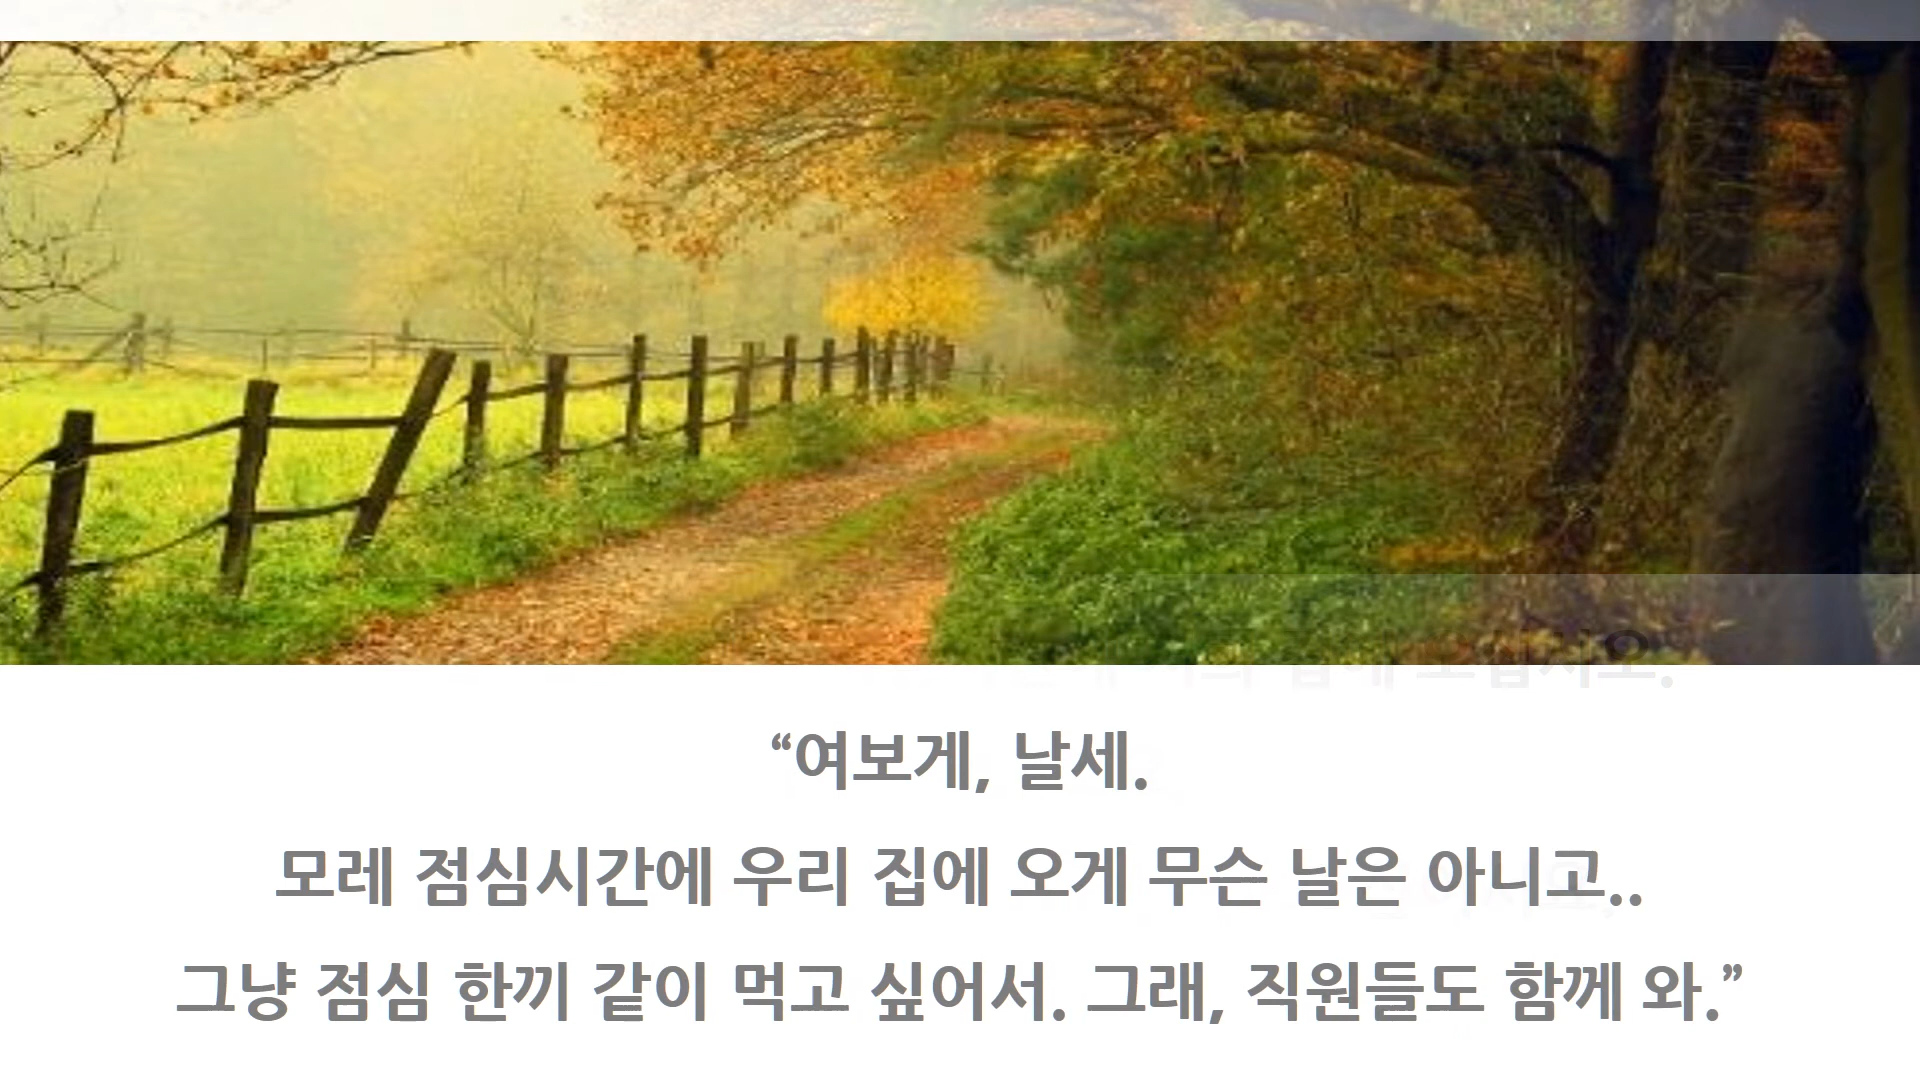 “여보게, 날세.
모레 점심시간에 우리 집에 오게 무슨 날은 아니고..
그냥 점심 한끼 같이 먹고 싶어서. 그래, 직원들도 함께 와.”